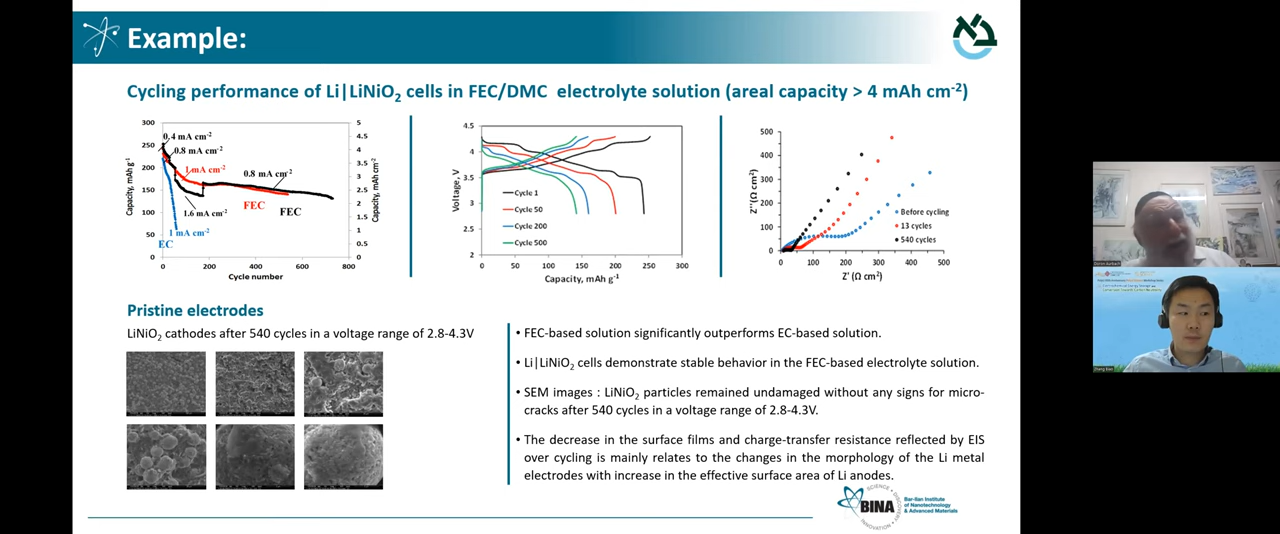 Example:
Cycling performance of Li|LiNiO2 cells in FEC/DMC electrolyte solution (areal capacity > 4 mAh cm-2)
Capacity, mAh g-1
300
250
200
150
100
50
0
0.4 mA cm-2
0.8 mA cm-2
1 mA cm-2
1.6 mA cm-2
1 mA cm-2
EC
0.8 mA cm-2
FEC
FEC
5
4.5
4
3.5
3
2.5
2
1.5
1
0.5
0
Capacity, mAh cm-2
0
200
400
600
800
Cycle number
Voltage, V
4.5
4
3.5
3
2.5
2
Cycle 1
Cycle 50
Cycle 200
Cycle 500
0
50
100
150
200
250
300
Capacity, mAh g-1
Z''(Ω cm2)
500
400
300
200
100
0
Before cycling
13 cycles
540 cycles
0
100
200
300
400
500
Z' (Ω cm2)
Pristine electrodes
LiNiO2 cathodes after 540 cycles in a voltage range of 2.8-4.3V
• FEC-based solution significantly outperforms EC-based solution.
• Li|LiNiO2 cells demonstrate stable behavior in the FEC-based electrolyte solution.
• SEM images : LiNiO2 particles remained undamaged without any signs for micro-
cracks after 540 cycles in a voltage range of 2.8-4.3V.
• The decrease in the surface films and charge-transfer resistance reflected by EIS
over cycling is mainly relates to the changes in the morphology of the Li metal
electrodes with increase in the effective surface area of Li anodes.
SCIENCE • DISCOVERY
INNOVATION
BINA
Bar-Ilan Institute
of Nanotechnology
& Advanced Materials
Doron Aurbach